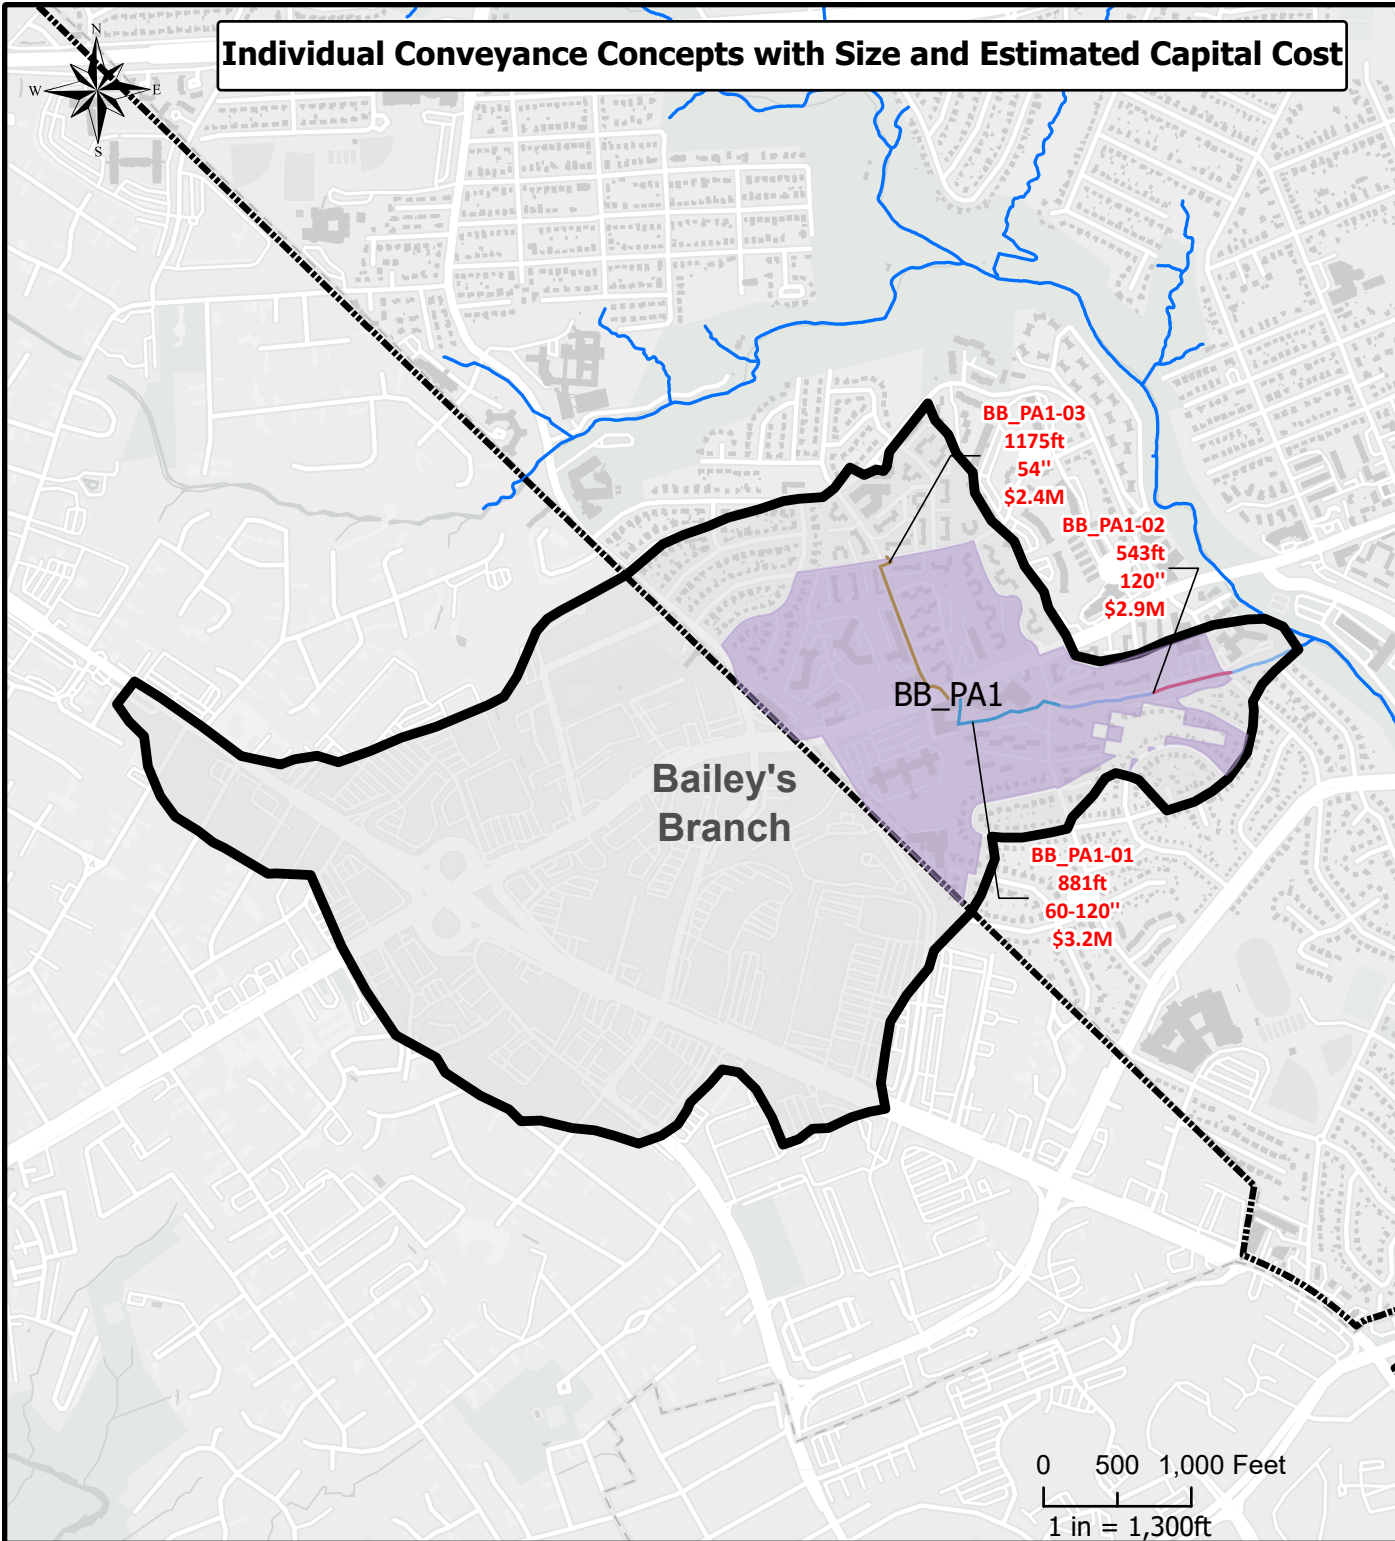 Individual Conveyance Concepts with Size and Estimated Capital Cost
N
W
E
S
BB_PA1-03
1175ft
54''
$2.4M
BB_PA1-02
543ft
120''
$2.9M
BB_PA1
Bailey's
Branch
BB_PA1-01
881ft
60-120''
$3.2M
0 500 1,000 Feet
1 in = 1,300ft